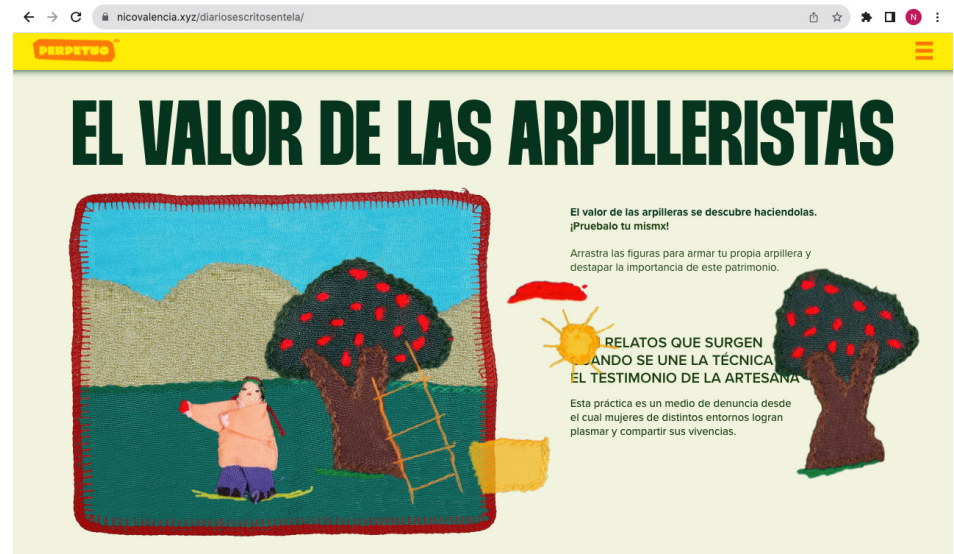 nicovalencia.xyz/diariosescritosentela/
N
PERPETUO
EL VALOR DE LAS ARPILLERISTAS
El valor de las arpilleras se descubre haciendolas.
¡Pruebalo tu mismx!
Arrastra las figuras para armar tu propia arpillera y
destapar la importancia de este patrimonio.
RELATOS QUE SURGEN
CUANDO SE UNE LA TÉCNICA
EL TESTIMONIO DE LA ARTESANA
Esta práctica es un medio de denuncia desde
el cual mujeres de distintos entornos logran
plasmar y compartir sus vivencias.